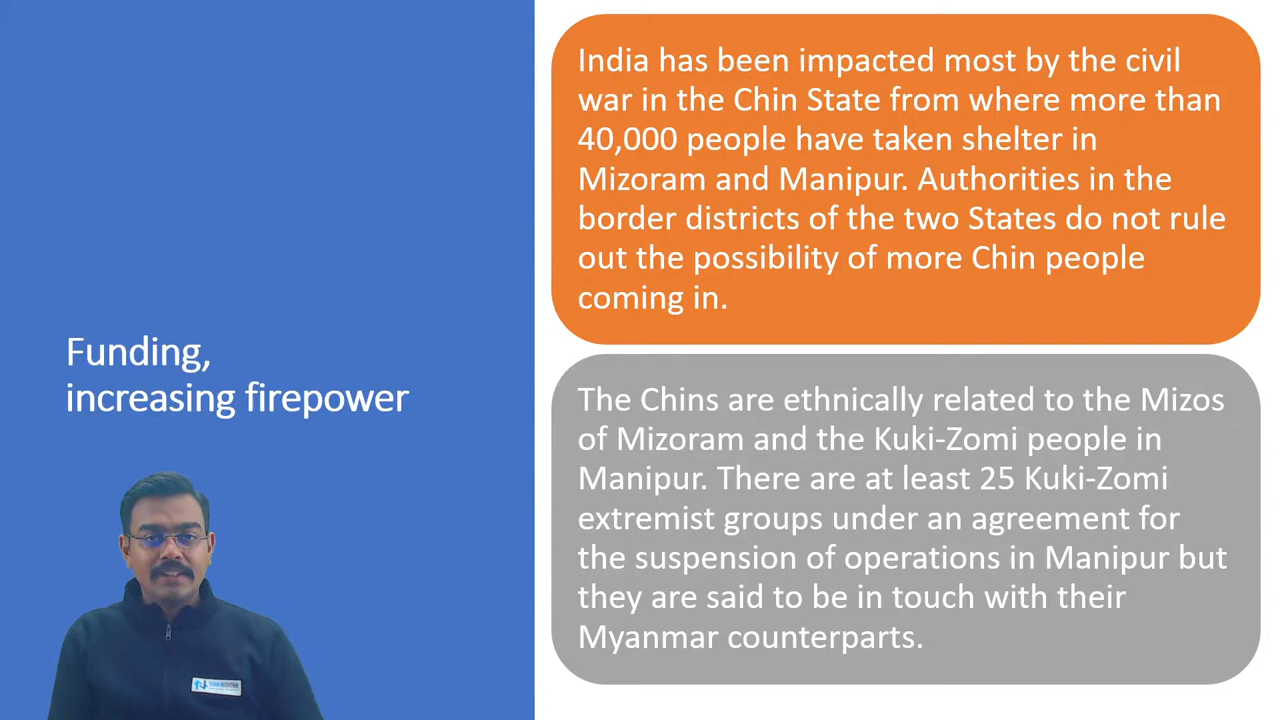 Funding,
increasing firepower
India has been impacted most by the civil
war in the Chin State from where more than
40,000 people have taken shelter in
Mizoram and Manipur. Authorities in the
border districts of the two States do not rule
out the possibility of more Chin people
coming in.
The Chins are ethnically related to the Mizos
of Mizoram and the Kuki-Zomi people in
Manipur. There are at least 25 Kuki-Zomi
extremist groups under an agreement for
the suspension of operations in Manipur but
they are said to be in touch with their
Myanmar counterparts.